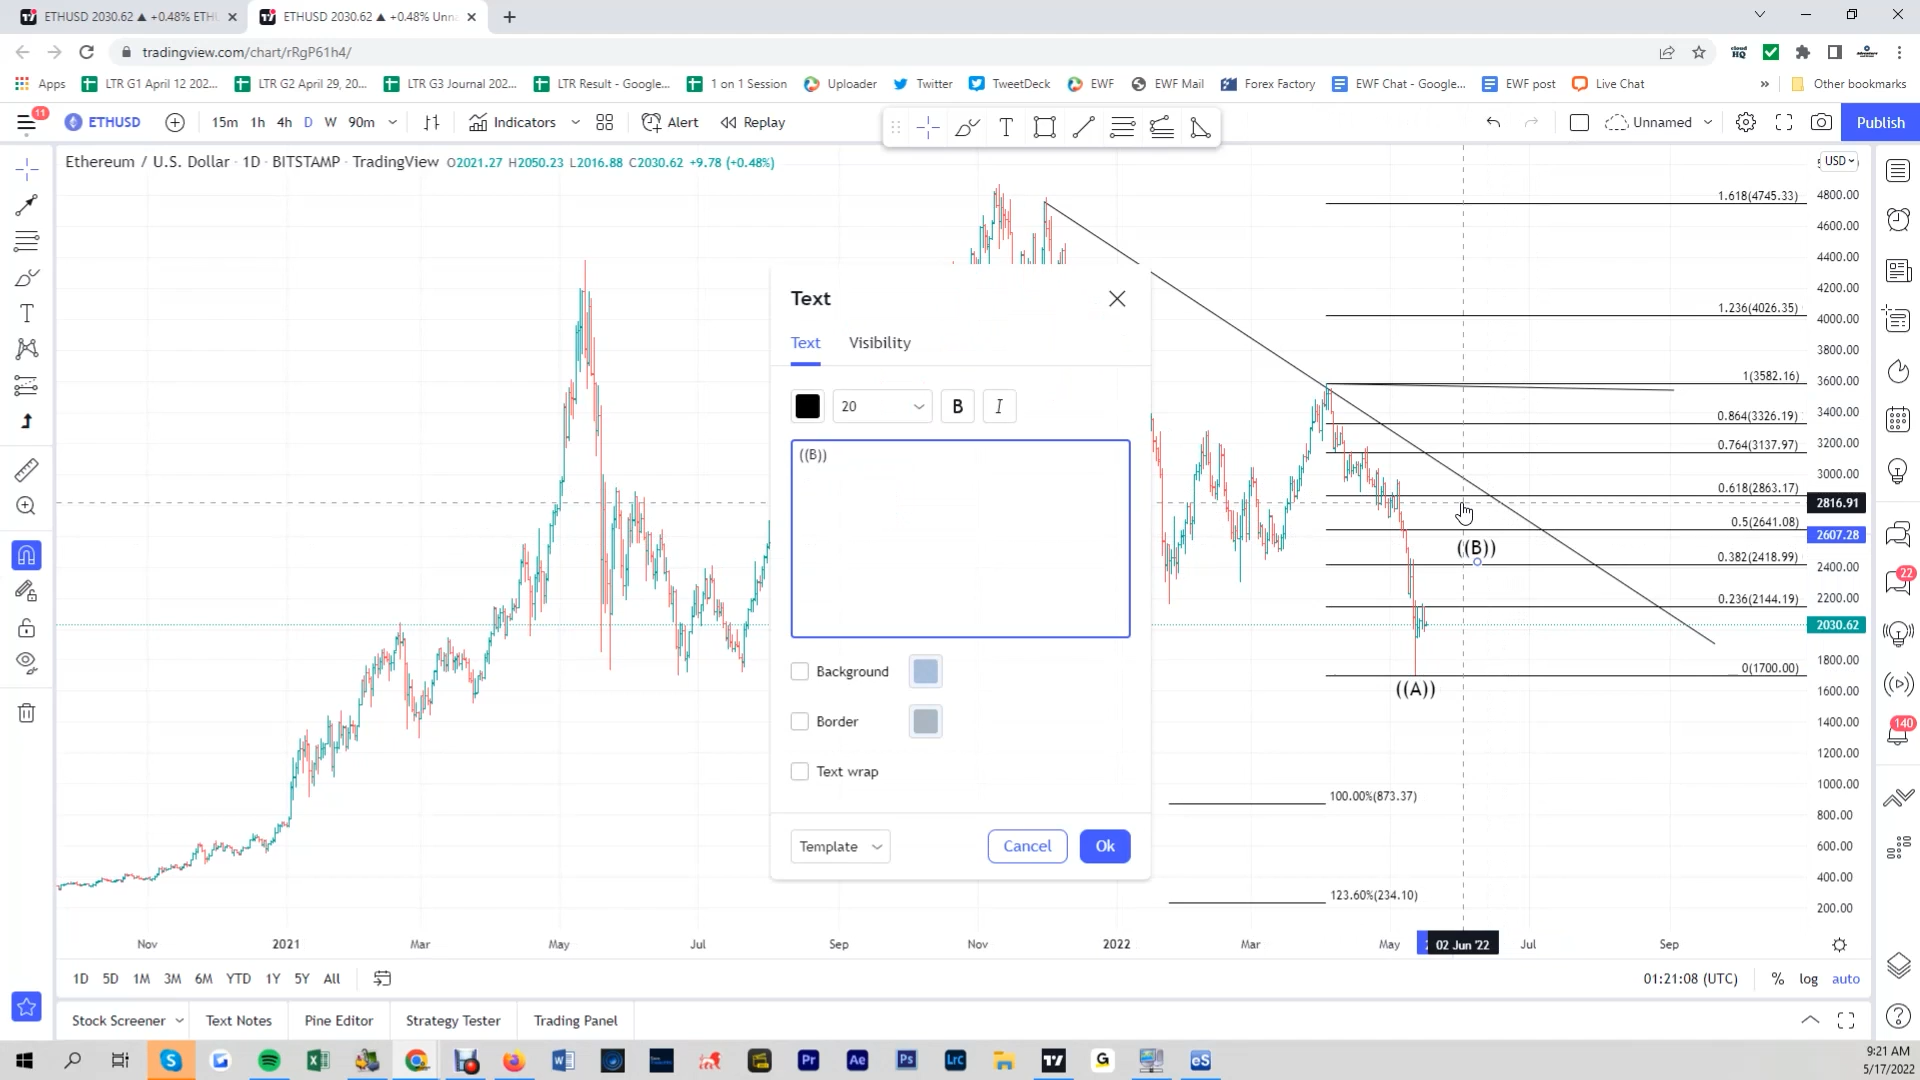 ETHUSD 2030.62 ▲ +0.48% ETH
ETHUSD 2030.62 ▲ +0.48% Unn
tradingview.com/chart/rRgP61h4/
Apps
LTR G1 April 12 202...
LTR G2 April 29, 20...
LTR G3 Journal 202...
LTR Result - Google...
1 on 1 Session
Uploader
Twitter
TweetDeck
EWF
EWF Mail
Forex Factory
EWF Chat - Google...
EWF post
Live Chat
»
Other bookmarks
11
ETHUSD
15m 1h 4h D W 90m
Indicators
Alert
Replay
Unnamed
Publish
Ethereum / U.S. Dollar · 1D · BITSTAMP · TradingView O2021.27 H2050.23 L2016.88 C2030.62 +9.78 (+0.48%)
USD
4800.00
4600.00
4400.00
4200.00
4000.00
3800.00
3600.00
3400.00
3200.00
3000.00
2816.91
2607.28
2400.00
2200.00
2030.62
1800.00
1600.00
1400.00
1200.00
1000.00
800.00
600.00
400.00
200.00
1.618(4745.33)
1.236(4026.35)
1(3582.16)
0.864(3326.19)
0.764(3137.97)
0.618(2863.17)
0.5(2641.08)
0.382(2418.99)
0.236(2144.19)
0(1700.00)
((B))
((A))
100.00%(873.37)
123.60%(234.10)
Text
Text Visibility
20 B I
((B))
Background
Border
Text wrap
Template
Cancel
Ok
22
140
Nov 2021 Mar May Jul Sep Nov 2022 Mar May 02 Jun '22 Jul Sep
1D 5D 1M 3M 6M YTD 1Y 5Y All
01:21:08 (UTC) % log auto
Stock Screener Text Notes Pine Editor Strategy Tester Trading Panel
Pr Ae Ps Lrc
9:21 AM
5/17/2022